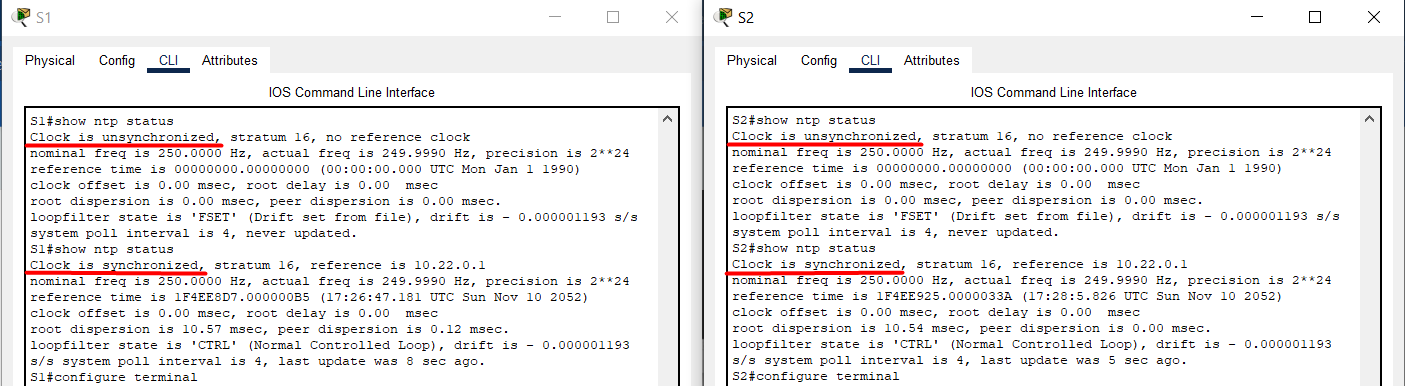 S1
Physical Config CLI Attributes
IOS Command Line Interface
S1#show ntp status
Clock is unsynchronized, stratum 16, no reference clock
nominal freq is 250.0000 Hz, actual freq is 249.9990 Hz, precision is 2**24
reference time is 00000000.00000000 (00:00:00.000 UTC Mon Jan 1 1990)
clock offset is 0.00 msec, root delay is 0.00  msec
root dispersion is 0.00 msec, peer dispersion is 0.00 msec.
loopfilter state is 'FSET' (Drift set from file), drift is - 0.000001193 s/s
system poll interval is 4, never updated.
S1#show ntp status
Clock is synchronized, stratum 16, reference is 10.22.0.1
nominal freq is 250.0000 Hz, actual freq is 249.9990 Hz, precision is 2**24
reference time is 1F4EE8D7.000000B5 (17:26:47.181 UTC Sun Nov 10 2052)
clock offset is 0.00 msec, root delay is 0.00  msec
root dispersion is 10.57 msec, peer dispersion is 0.12 msec.
loopfilter state is 'CTRL' (Normal Controlled Loop), drift is - 0.000001193
s/s system poll interval is 4, last update was 8 sec ago.
S1#configure terminal
S2
Physical Config CLI Attributes
IOS Command Line Interface
S2#show ntp status
Clock is unsynchronized, stratum 16, no reference clock
nominal freq is 250.0000 Hz, actual freq is 249.9990 Hz, precision is 2**24
reference time is 00000000.00000000 (00:00:00.000 UTC Mon Jan 1 1990)
clock offset is 0.00 msec, root delay is 0.00  msec
root dispersion is 0.00 msec, peer dispersion is 0.00 msec.
loopfilter state is 'FSET' (Drift set from file), drift is - 0.000001193 s/s
system poll interval is 4, never updated.
S2#show ntp status
Clock is synchronized, stratum 16, reference is 10.22.0.1
nominal freq is 250.0000 Hz, actual freq is 249.9990 Hz, precision is 2**24
reference time is 1F4EE925.0000033A (17:28:5.826 UTC Sun Nov 10 2052)
clock offset is 0.00 msec, root delay is 0.00  msec
root dispersion is 10.54 msec, peer dispersion is 0.00 msec.
loopfilter state is 'CTRL' (Normal Controlled Loop), drift is - 0.000001193
s/s system poll interval is 4, last update was 5 sec ago.
S2#configure terminal